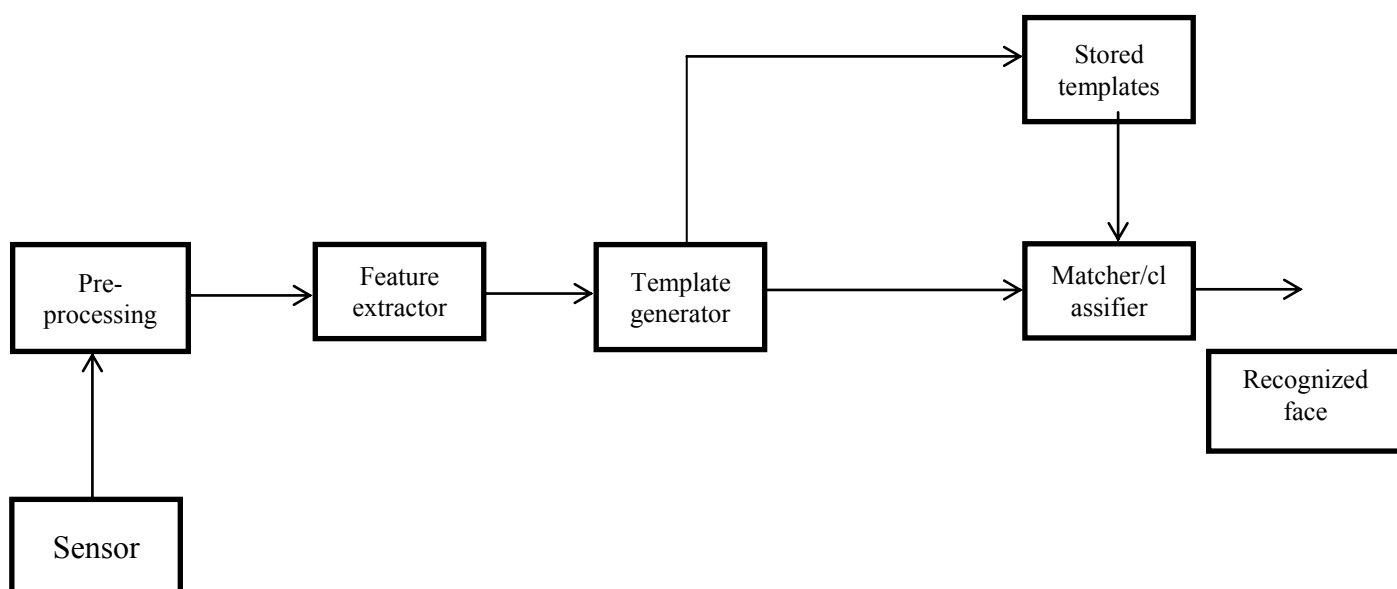 Stored
templates
Pre-
processing
Feature
extractor
Template
generator
Matcher/cl
assifier
Recognized
face
Sensor